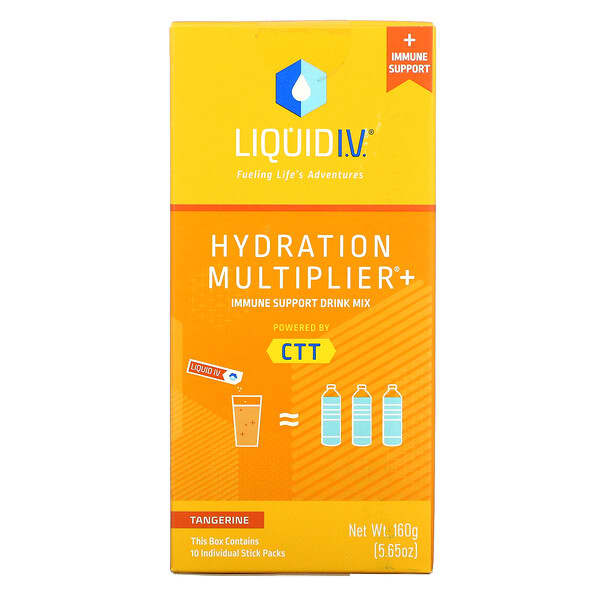 +
IMMUNE
SUPPORT
LIQUID I.V.®
Fueling Life's Adventures
HYDRATION
MULTIPLIER®+
IMMUNE SUPPORT DRINK MIX
POWERED BY
CTT
LIQUID I.V.
≈
TANGERINE
This Box Contains
10 Individual Stick Packs
Net Wt. 160g
(5.65oz)